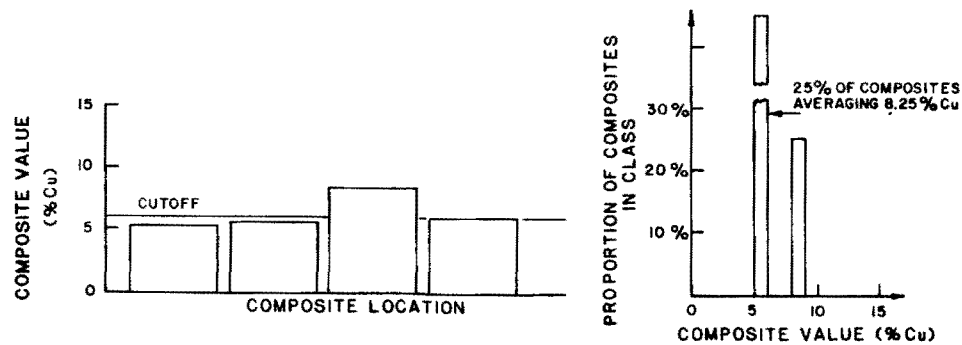 COMPOSITE VALUE
(%Cu)
15
10
5
0
CUTOFF
COMPOSITE LOCATION
PROPORTION OF COMPOSITES
IN CLASS
30%
20%
10%
25% OF COMPOSITES
AVERAGING 8.25% Cu
0
5
10
15
COMPOSITE VALUE (%Cu)